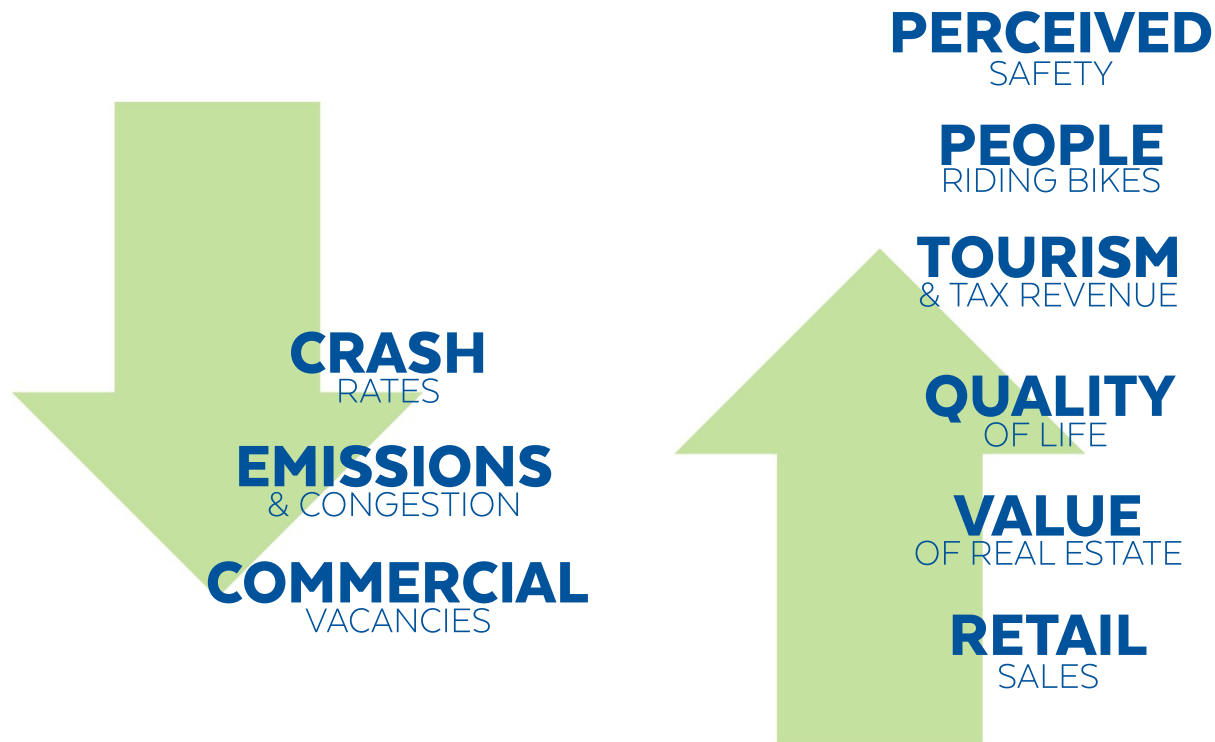 CRASH
RATES
EMISSIONS
& CONGESTION
COMMERCIAL
VACANCIES
PERCEIVED
SAFETY
PEOPLE
RIDING BIKES
TOURISM
& TAX REVENUE
QUALITY
OF LIFE
VALUE
OF REAL ESTATE
RETAIL
SALES